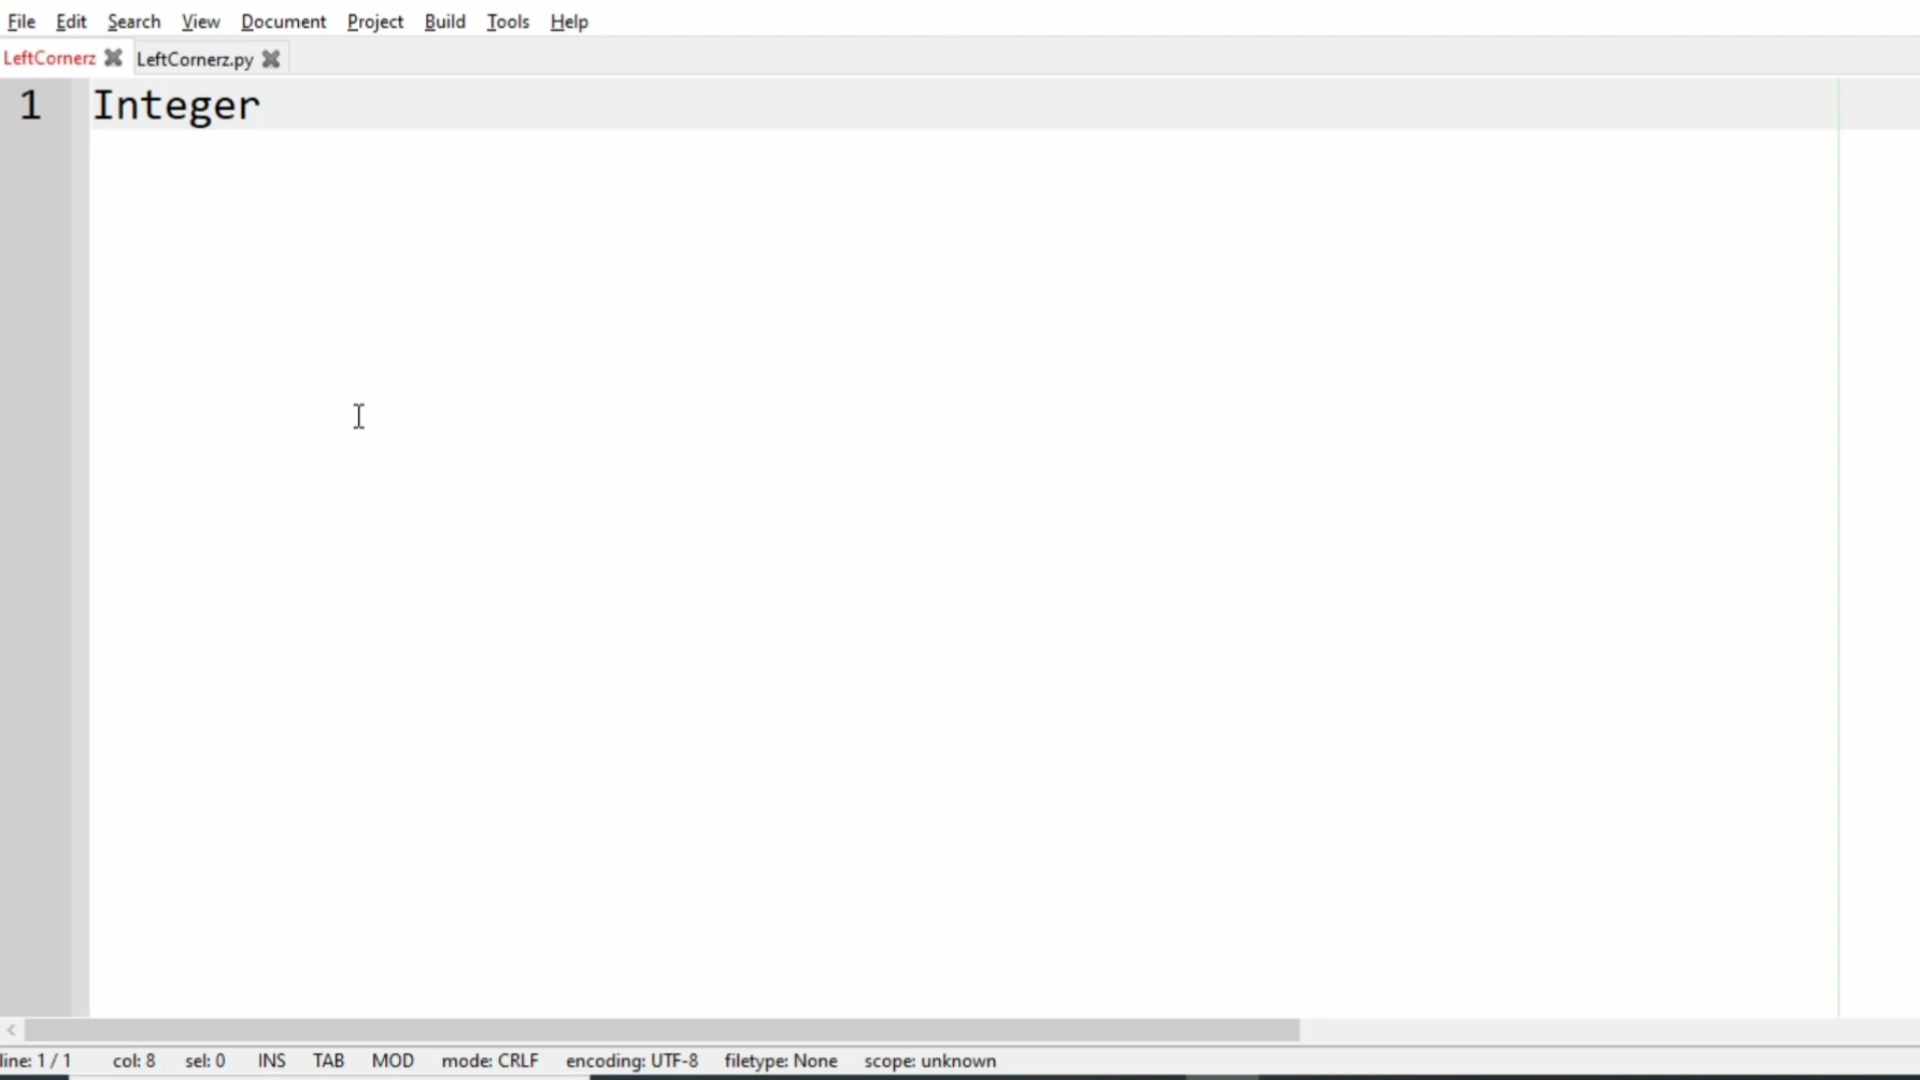 File Edit Search View Document Project Build Tools Help
LeftCornerz LeftCornerz.py
1 Integer
line: 1 / 1 col: 8 sel: 0 INS TAB MOD mode: CRLF encoding: UTF-8 filetype: None scope: unknown